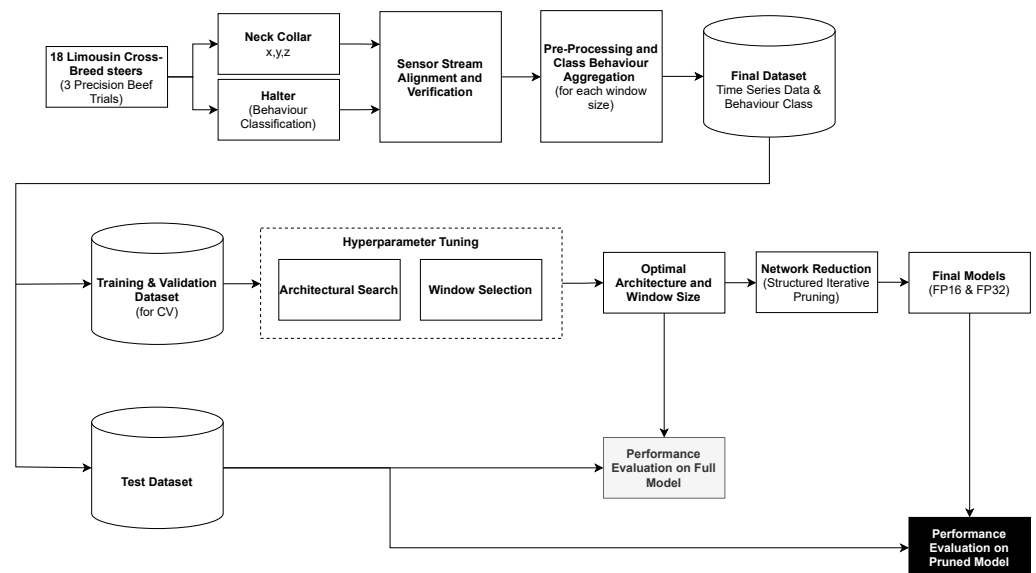 18 Limousin Cross-
Breed steers
(3 Precision Beef
Trials)
Neck Collar
x,y,z
Halter
(Behaviour
Classification)
Sensor Stream
Alignment and
Verification
Pre-Processing and
Class Behaviour
Aggregation
(for each window
size)
Final Dataset
Time Series Data &
Behaviour Class
Training & Validation
Dataset
(for CV)
Hyperparameter Tuning
Architectural Search
Window Selection
Optimal
Architecture and
Window Size
Network Reduction
(Structured Iterative
Pruning)
Final Models
(FP16 & FP32)
Test Dataset
Performance
Evaluation on Full
Model
Performance
Evaluation on
Pruned Model